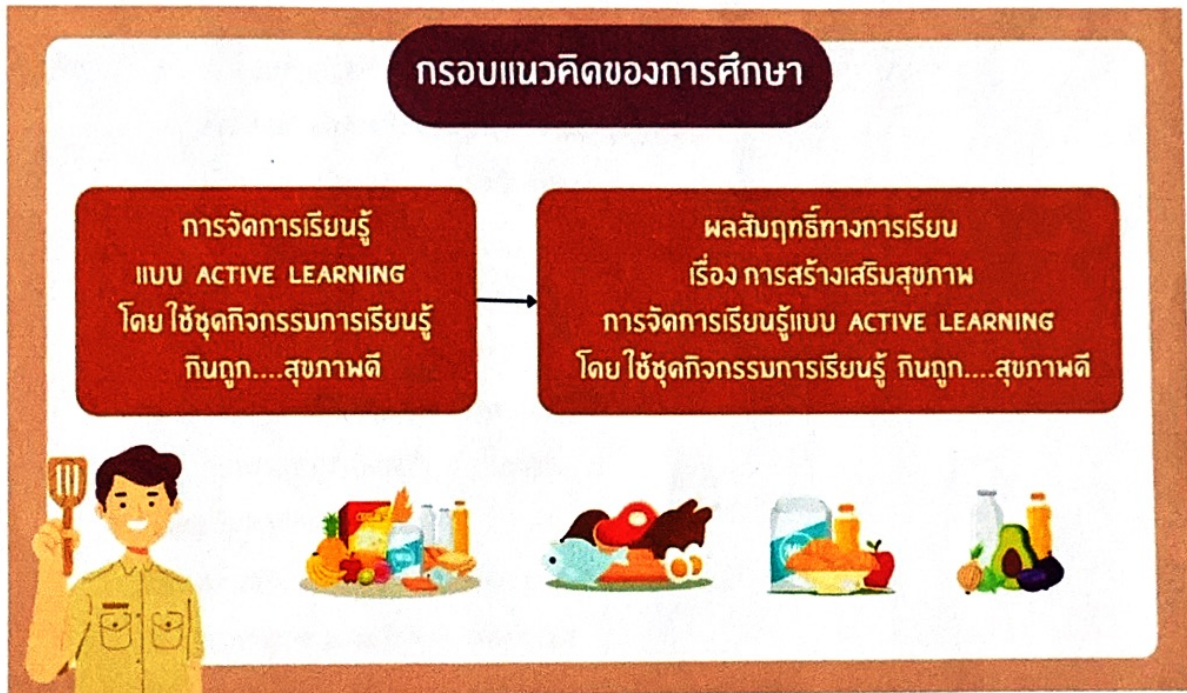 กรอบแนวคิดของการศึกษา
การจัดการเรียนรู้
แบบ ACTIVE LEARNING
โดย ใช้ชุดกิจกรรมการเรียนรู้
กินถูก....สุขภาพดี
ผลสัมฤทธิ์ทางการเรียน
เรื่อง การสร้างเสริมสุขภาพ
การจัดการเรียนรู้แบบ ACTIVE LEARNING
โดย ใช้ชุดกิจกรรมการเรียนรู้ กินถูก....สุขภาพดี